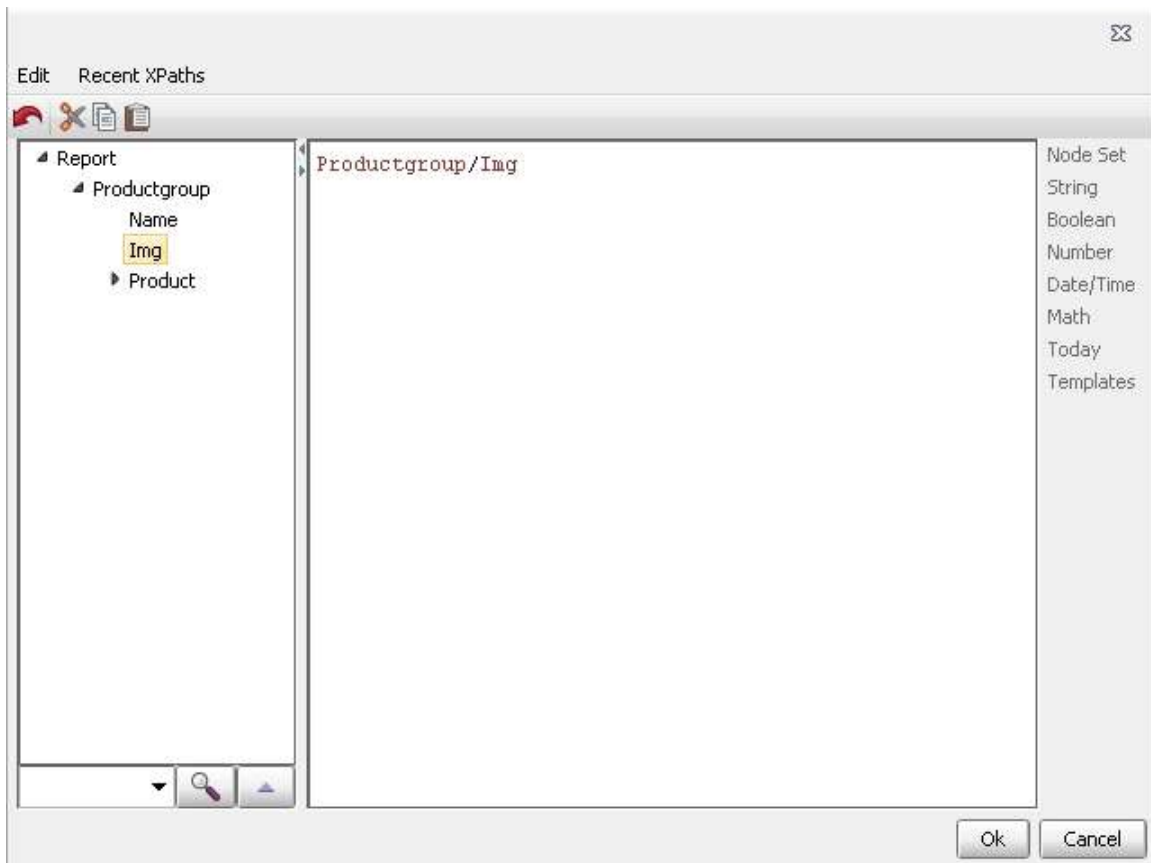 Edit Recent XPaths
Report
Productgroup
Name
Img
Product
Productgroup/Img
Node Set
String
Boolean
Number
Date/Time
Math
Today
Templates
Ok Cancel